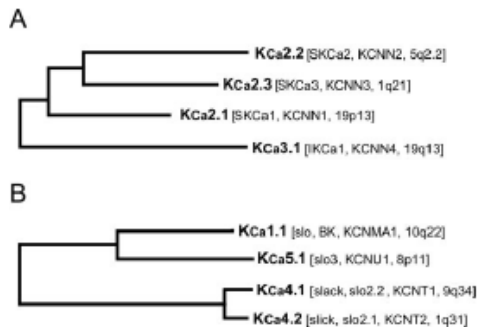 A
KCa2.2 [SKCa2, KCNN2, 5q2.2]
KCa2.3 [SKCa3, KCNN3, 1q21]
KCa2.1 [SKCa1, KCNN1, 19p13]
KCa3.1 [IKCa1, KCNN4, 19q13]
B
KCa1.1 [slo, BK, KCNMA1, 10q22]
KCa5.1 [slo3, KCNU1, 8p11]
KCa4.1 [slack, slo2.2, KCNT1, 9q34]
KCa4.2 [slick, slo2.1, KCNT2, 1q31]